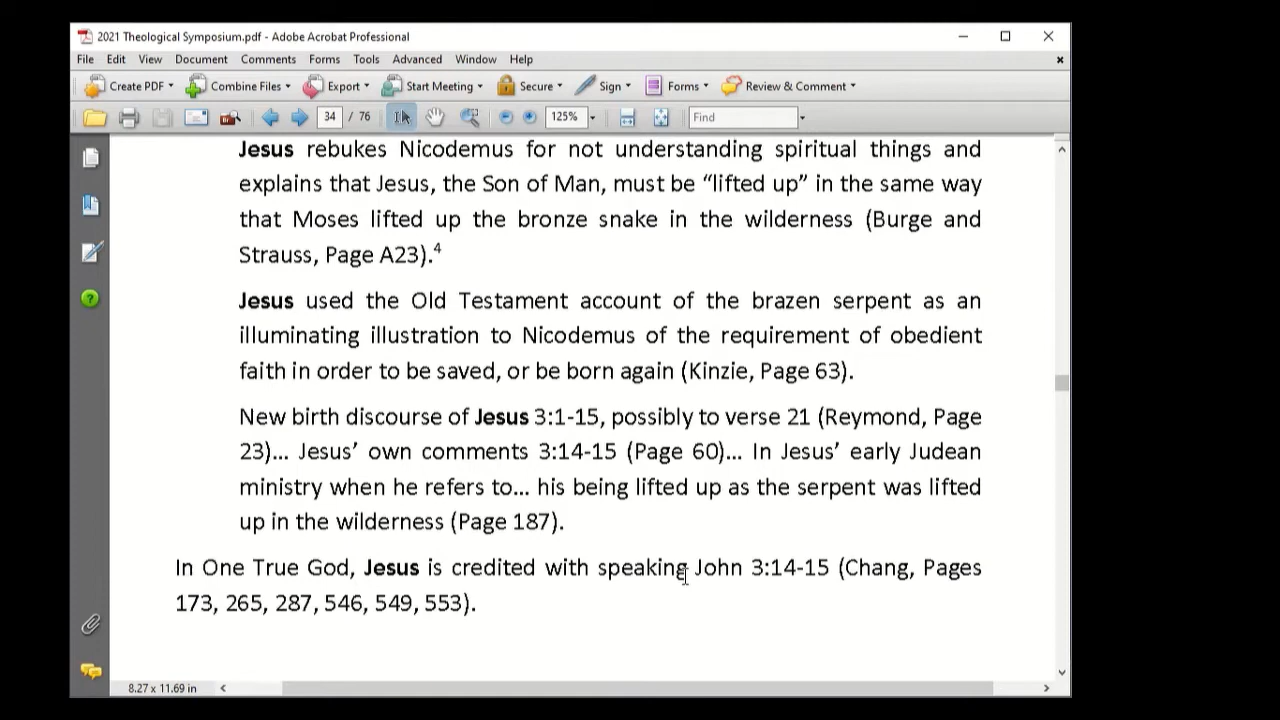 2021 Theological Symposium.pdf - Adobe Acrobat Professional
File Edit View Document Comments Forms Tools Advanced Window Help
Create PDF Combine Files Export Start Meeting Secure Sign Forms Review & Comment
34 / 76 125% Find
Jesus rebukes Nicodemus for not understanding spiritual things and
explains that Jesus, the Son of Man, must be “lifted up” in the same way
that Moses lifted up the bronze snake in the wilderness (Burge and
Strauss, Page A23).⁴
Jesus used the Old Testament account of the brazen serpent as an
illuminating illustration to Nicodemus of the requirement of obedient
faith in order to be saved, or be born again (Kinzie, Page 63).
New birth discourse of Jesus 3:1-15, possibly to verse 21 (Reymond, Page
23)... Jesus’ own comments 3:14-15 (Page 60)... In Jesus’ early Judean
ministry when he refers to... his being lifted up as the serpent was lifted
up in the wilderness (Page 187).
In One True God, Jesus is credited with speaking John 3:14-15 (Chang, Pages
173, 265, 287, 546, 549, 553).
8.27 x 11.69 in